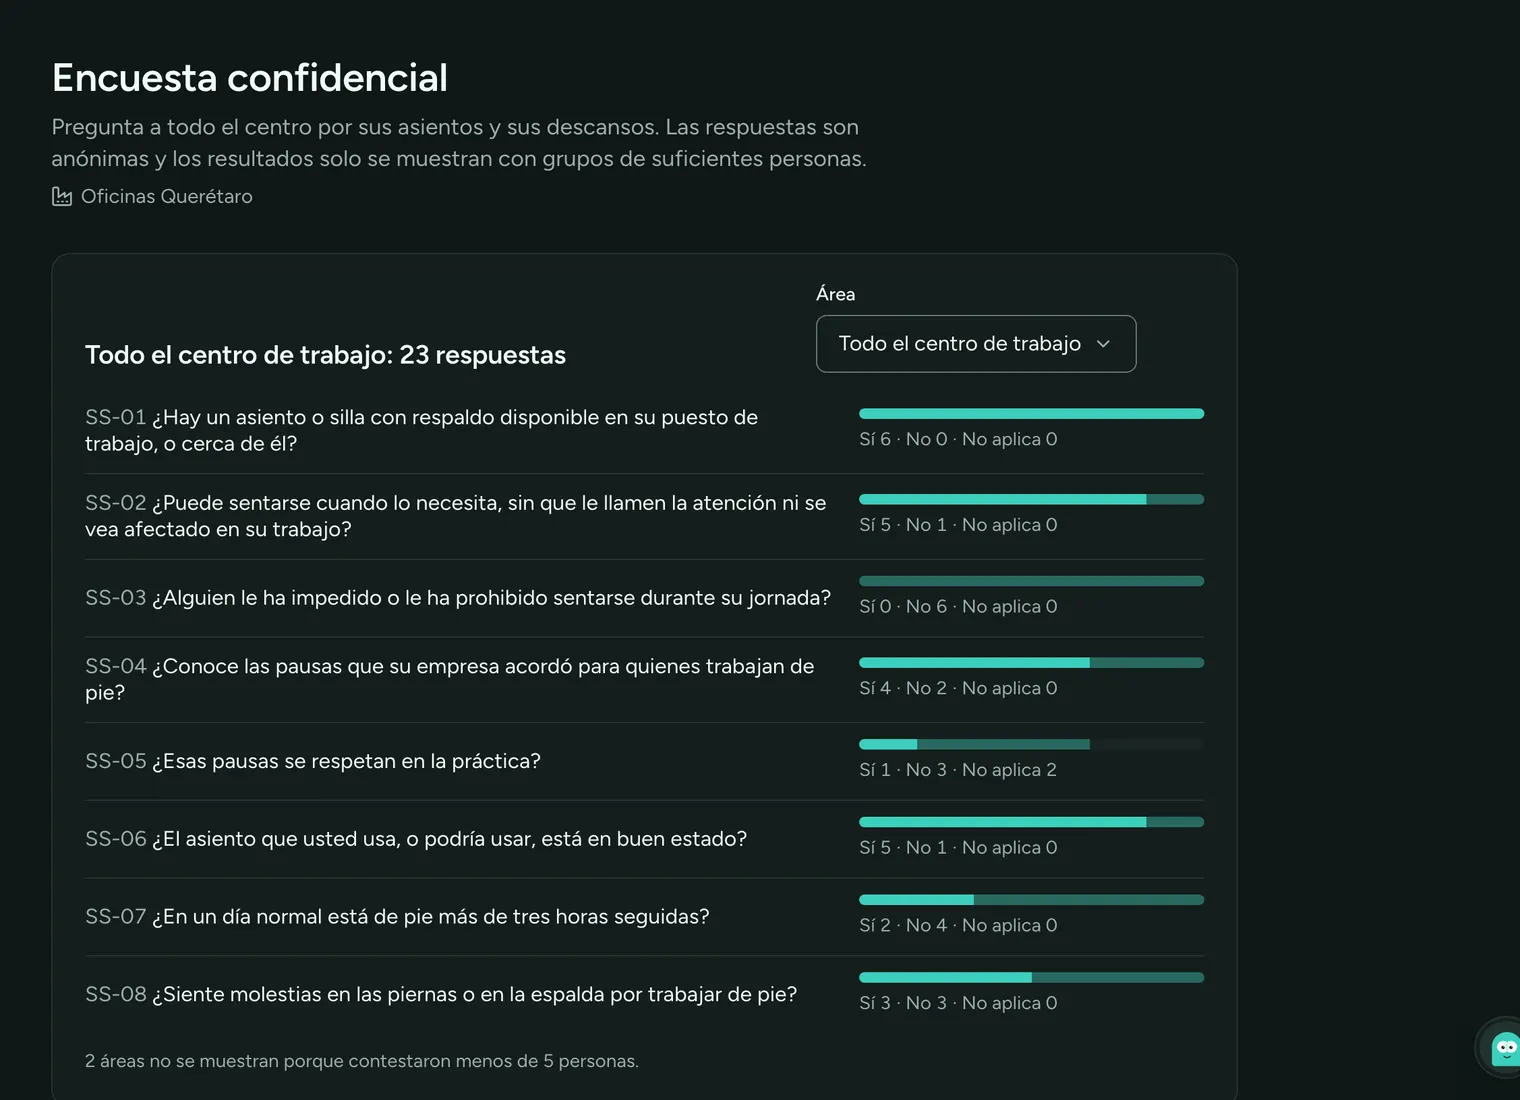 Encuesta confidencial
Pregunta a todo el centro por sus asientos y sus descansos. Las respuestas son
anónimas y los resultados solo se muestran con grupos de suficientes personas.
Oficinas Querétaro
Área
Todo el centro de trabajo
Todo el centro de trabajo: 23 respuestas
SS-01 ¿Hay un asiento o silla con respaldo disponible en su puesto de
trabajo, o cerca de él?
Sí 6 · No 0 · No aplica 0
SS-02 ¿Puede sentarse cuando lo necesita, sin que le llamen la atención ni se
vea afectado en su trabajo?
Sí 5 · No 1 · No aplica 0
SS-03 ¿Alguien le ha impedido o le ha prohibido sentarse durante su jornada?
Sí 0 · No 6 · No aplica 0
SS-04 ¿Conoce las pausas que su empresa acordó para quienes trabajan de
pie?
Sí 4 · No 2 · No aplica 0
SS-05 ¿Esas pausas se respetan en la práctica?
Sí 1 · No 3 · No aplica 2
SS-06 ¿El asiento que usted usa, o podría usar, está en buen estado?
Sí 5 · No 1 · No aplica 0
SS-07 ¿En un día normal está de pie más de tres horas seguidas?
Sí 2 · No 4 · No aplica 0
SS-08 ¿Siente molestias en las piernas o en la espalda por trabajar de pie?
Sí 3 · No 3 · No aplica 0
2 áreas no se muestran porque contestaron menos de 5 personas.